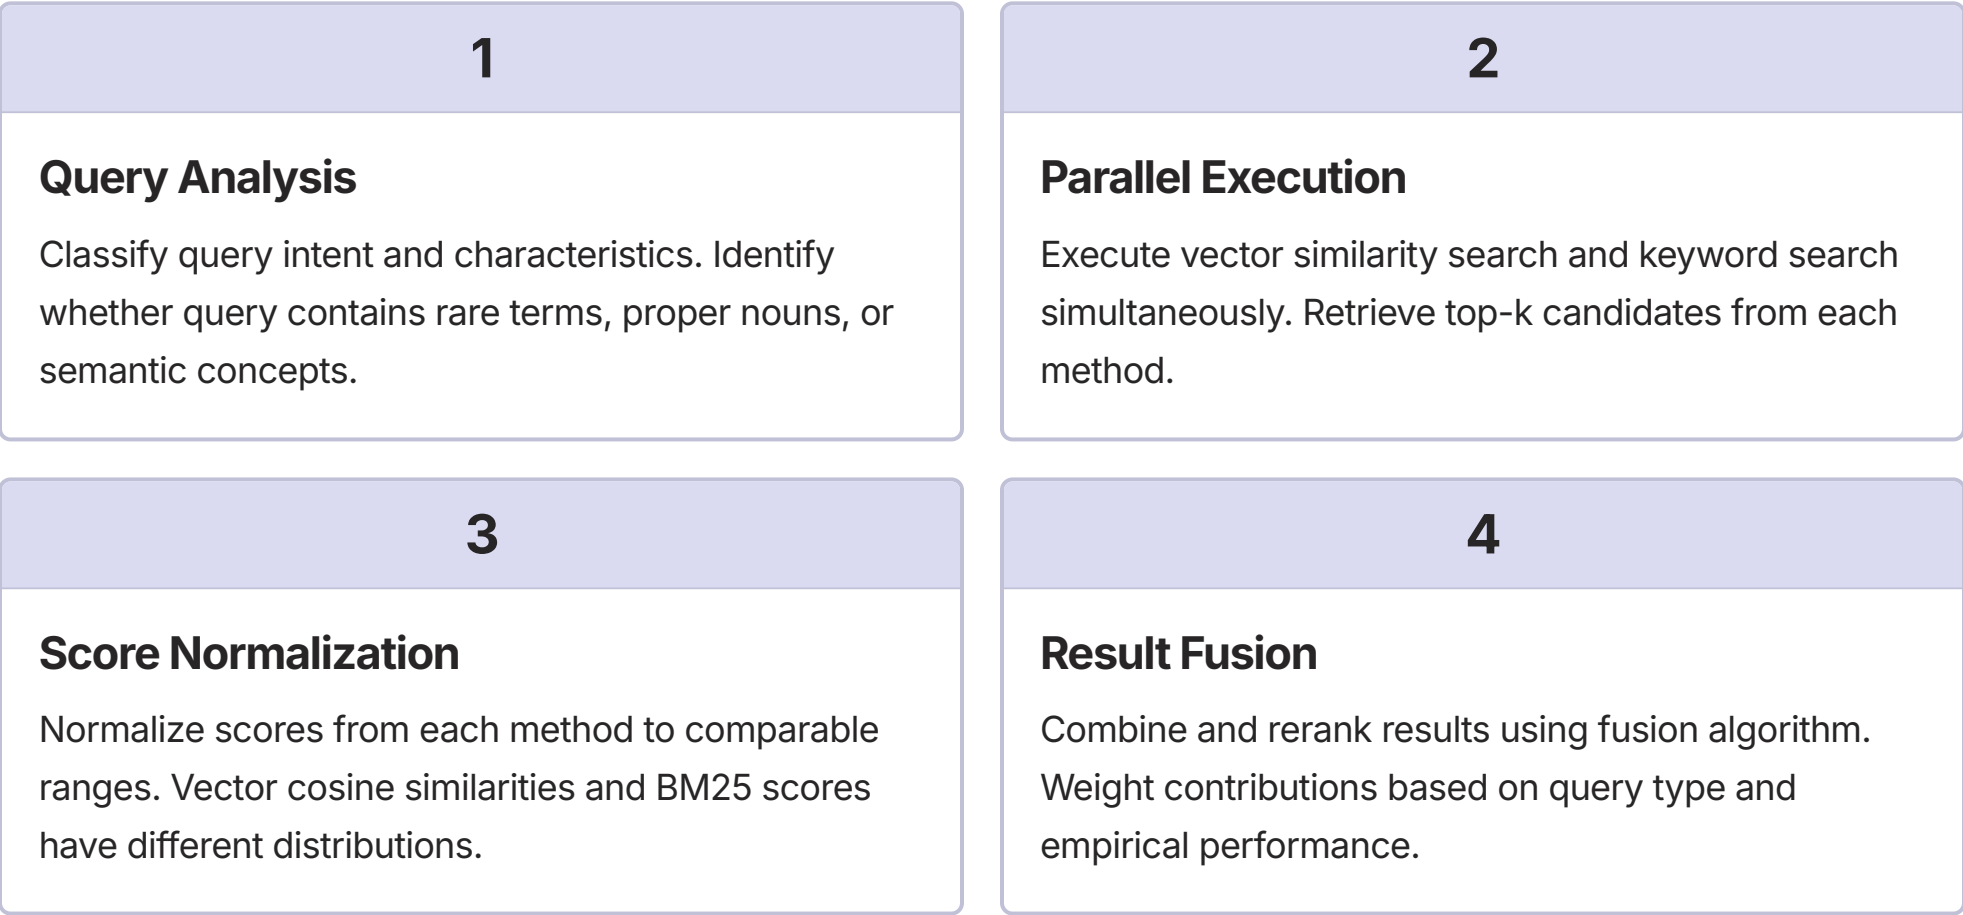 1
Query Analysis
Classify query intent and characteristics. Identify
whether query contains rare terms, proper nouns, or
semantic concepts.
2
Parallel Execution
Execute vector similarity search and keyword search
simultaneously. Retrieve top-k candidates from each
method.
3
Score Normalization
Normalize scores from each method to comparable
ranges. Vector cosine similarities and BM25 scores
have different distributions.
4
Result Fusion
Combine and rerank results using fusion algorithm.
Weight contributions based on query type and
empirical performance.